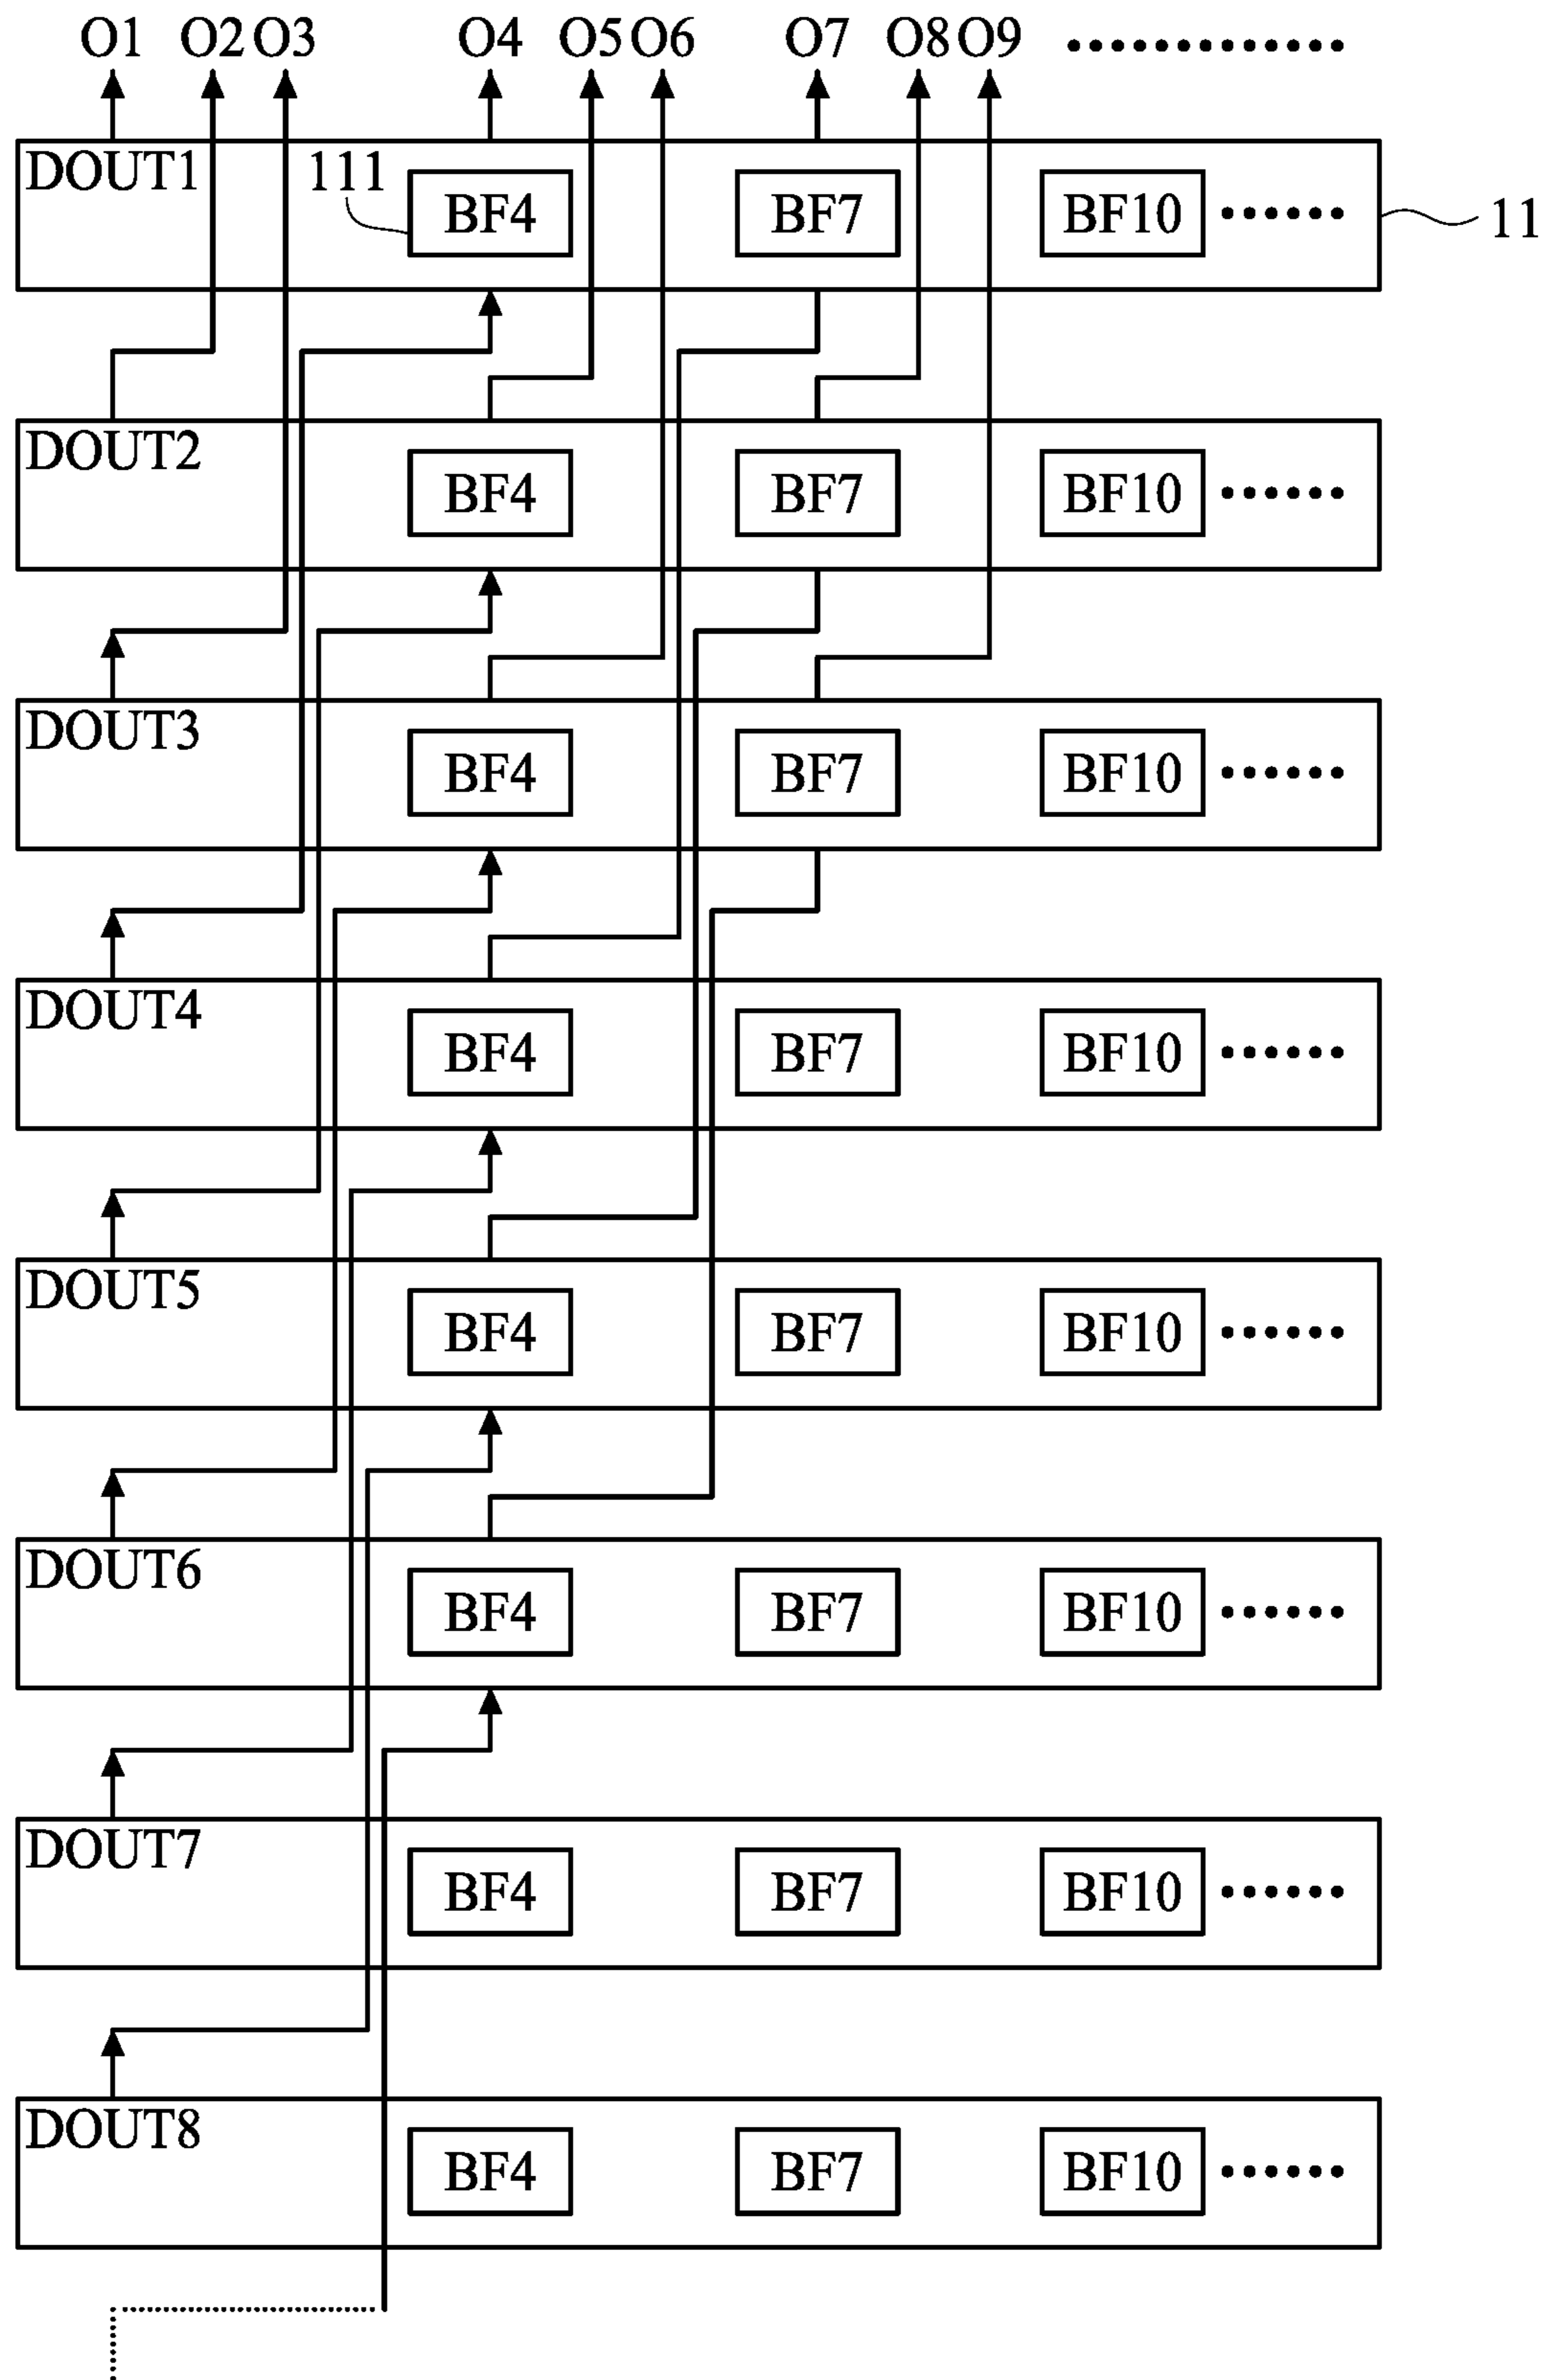 O1 O2 O3 O4 O5 O6 O7 O8 O9 .............
DOUT1 111 BF4 BF7 BF10 ...... 11
DOUT2 BF4 BF7 BF10 ......
DOUT3 BF4 BF7 BF10 ......
DOUT4 BF4 BF7 BF10 ......
DOUT5 BF4 BF7 BF10 ......
DOUT6 BF4 BF7 BF10 ......
DOUT7 BF4 BF7 BF10 ......
DOUT8 BF4 BF7 BF10 ......